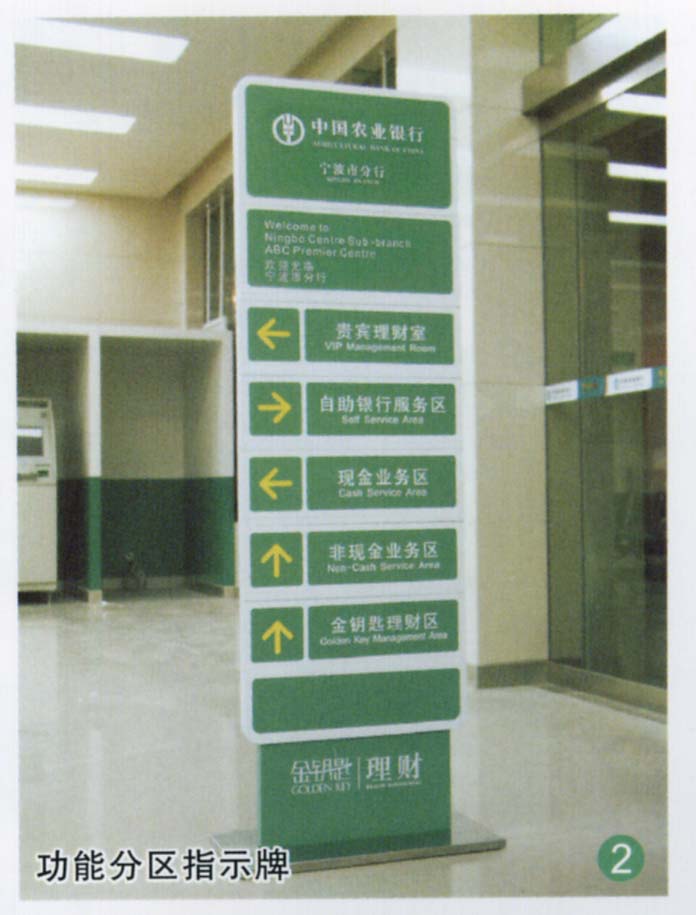 中国农业银行
AGRICULTURAL BANK OF CHINA
宁波市分行
NINGBO BRANCH
Welcome to
Ningbo Centre Sub-branch
ABC Premier Centre
欢迎光临
宁波市分行
贵宾理财室
VIP Management Room
自助银行服务区
Self Service Area
现金业务区
Cash Service Area
非现金业务区
Non-Cash Service Area
金钥匙理财区
Golden Key Management Area
金钥匙 理财
GOLDEN KEY
功能分区指示牌
2